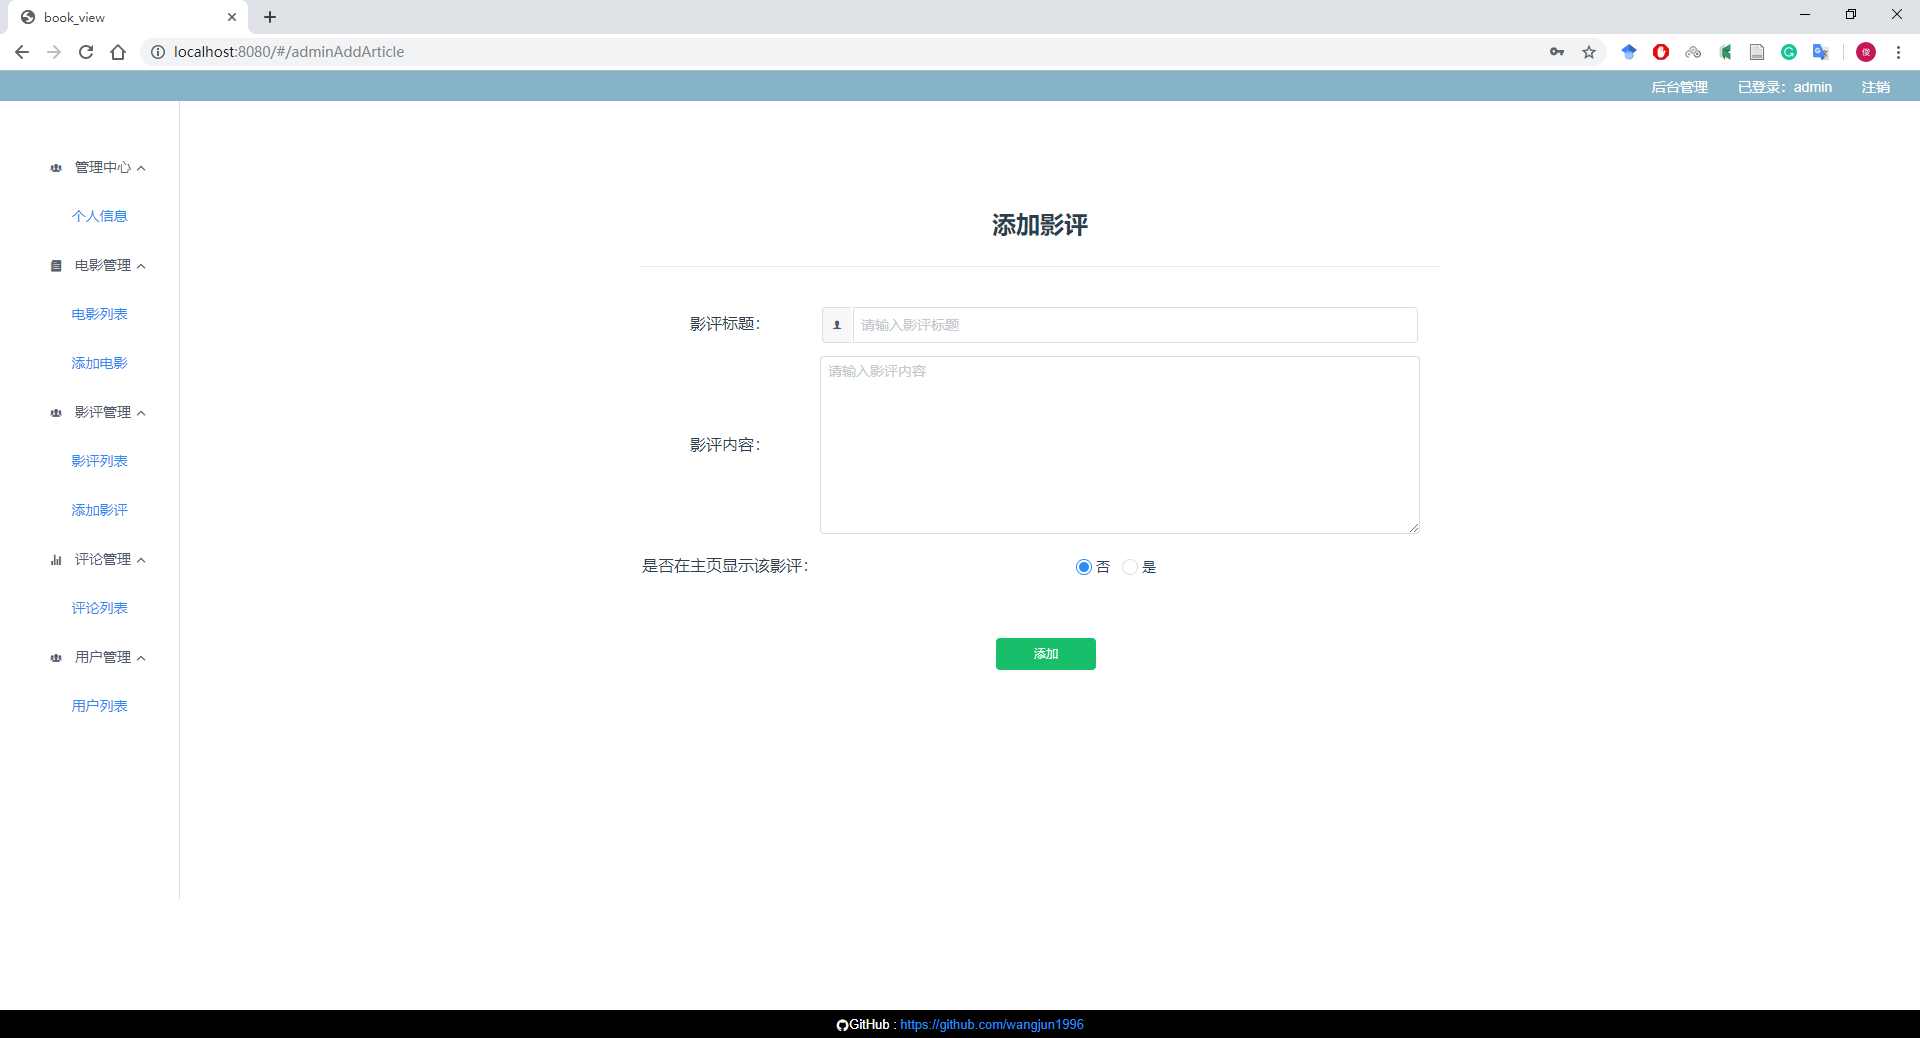 book_view
localhost:8080/#/adminAddArticle
俊
后台管理 已登录：admin 注销
管理中心
个人信息
电影管理
电影列表
添加电影
影评管理
影评列表
添加影评
评论管理
评论列表
用户管理
用户列表
添加影评
影评标题：
请输入影评标题
影评内容：
请输入影评内容
是否在主页显示该影评：
否 是
添加
GitHub : https://github.com/wangjun1996